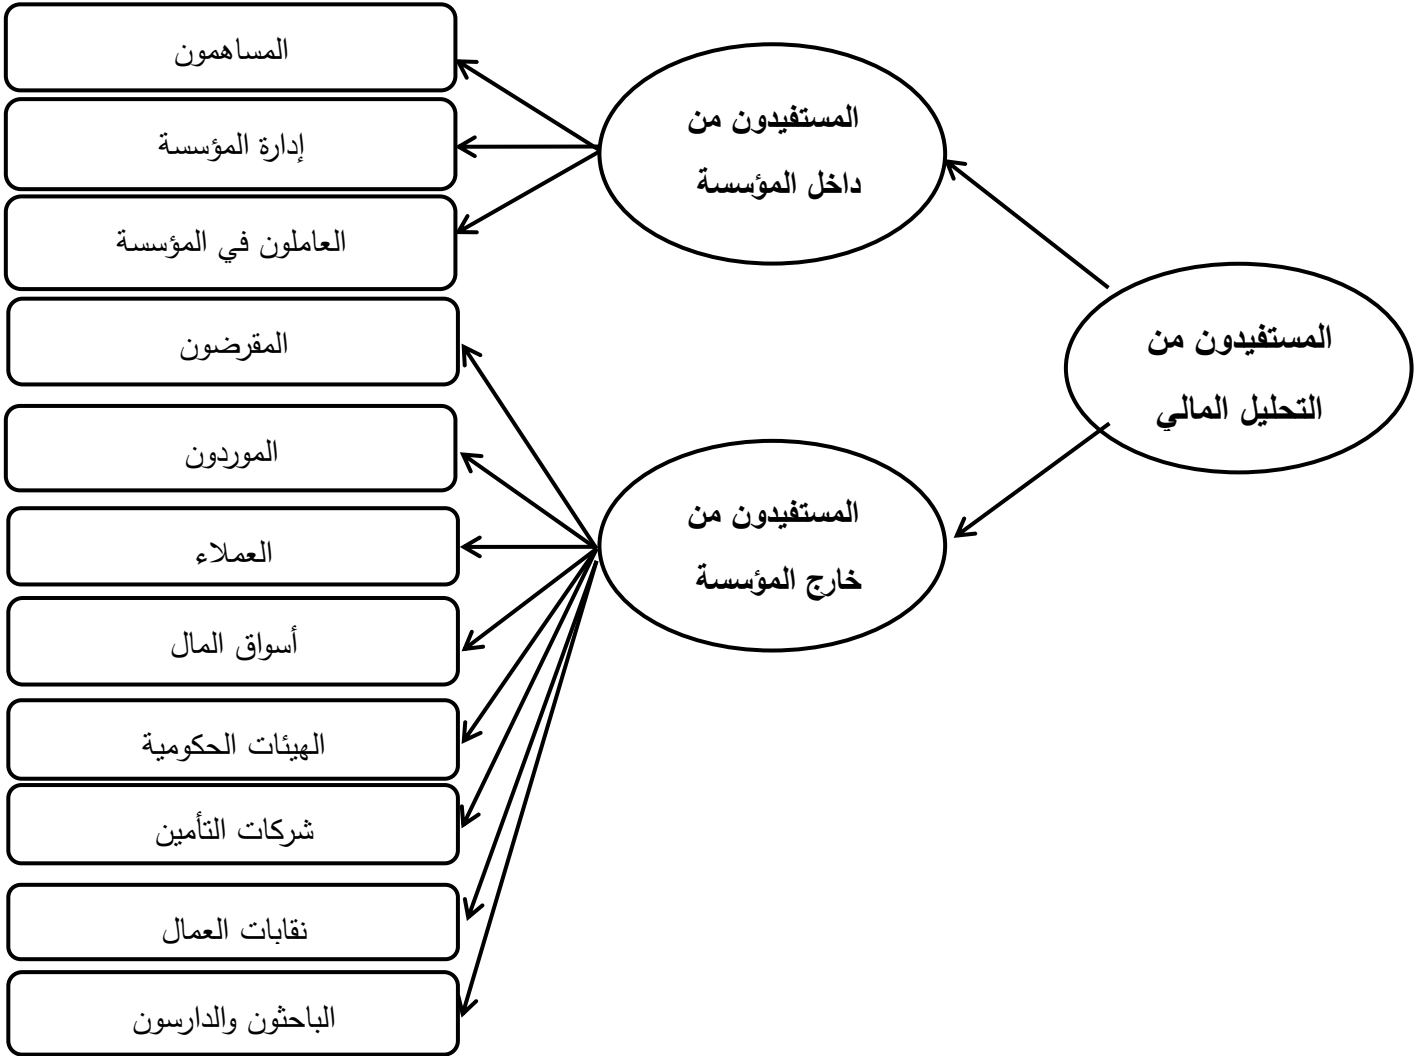 المستفيدون من
التحليل المالي
المستفيدون من
داخل المؤسسة
المساهمون
إدارة المؤسسة
العاملون في المؤسسة
المستفيدون من
خارج المؤسسة
المقرضون
الموردون
العملاء
أسواق المال
الهيئات الحكومية
شركات التأمين
نقابات العمال
الباحثون والدارسون